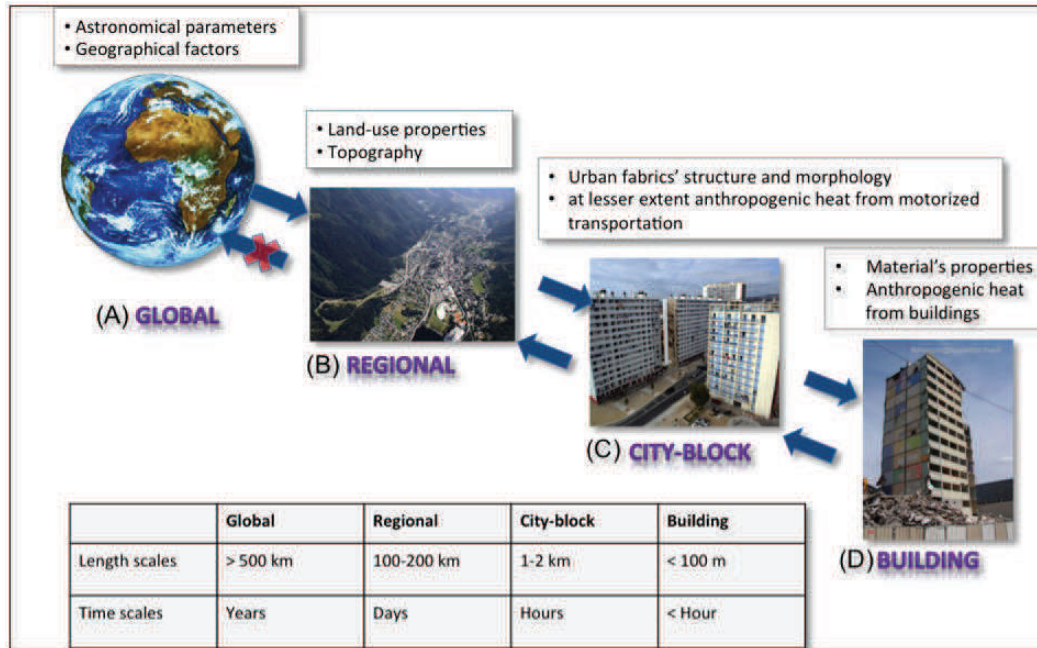 • Astronomical parameters
• Geographical factors
• Land-use properties
• Topography
• Urban fabrics' structure and morphology
• at lesser extent anthropogenic heat from motorized
transportation
• Material's properties
• Anthropogenic heat
from buildings
(A) GLOBAL
(B) REGIONAL
(C) CITY-BLOCK
(D) BUILDING
Global Regional City-block Building
Length scales > 500 km 100-200 km 1-2 km < 100 m
Time scales Years Days Hours < Hour